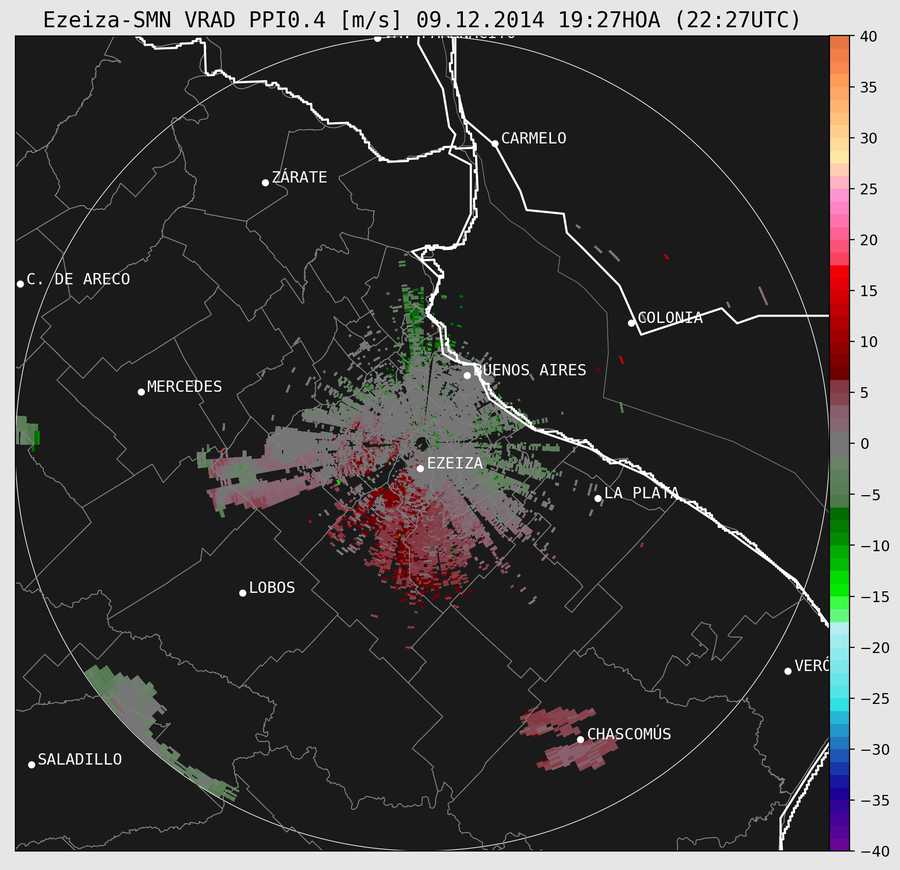 Ezeiza-SMN VRAD PPI0.4 [m/s] 09.12.2014 19:27HOA (22:27UTC)
CARMELO
ZÁRATE
C. DE ARECO
COLONIA
BUENOS AIRES
MERCEDES
EZEIZA
LA PLATA
LOBOS
VERÓ
CHASCOMÚS
SALADILLO
40
35
30
25
20
15
10
5
0
−5
−10
−15
−20
−25
−30
−35
−40